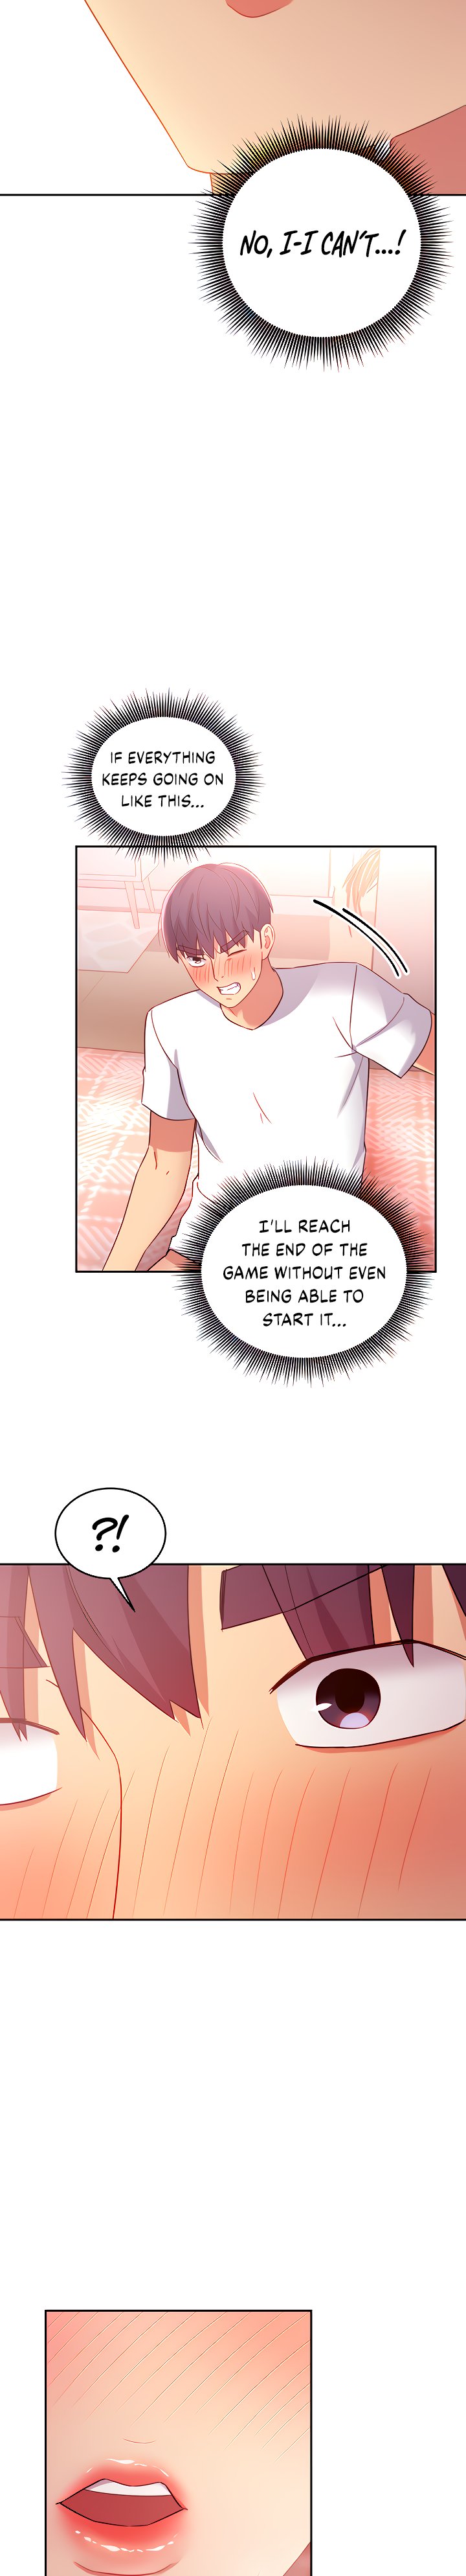 NO, I-I CAN'T...!
IF EVERYTHING
KEEPS GOING ON
LIKE THIS...
I'LL REACH
THE END OF THE
GAME WITHOUT EVEN
BEING ABLE TO
START IT...
?!